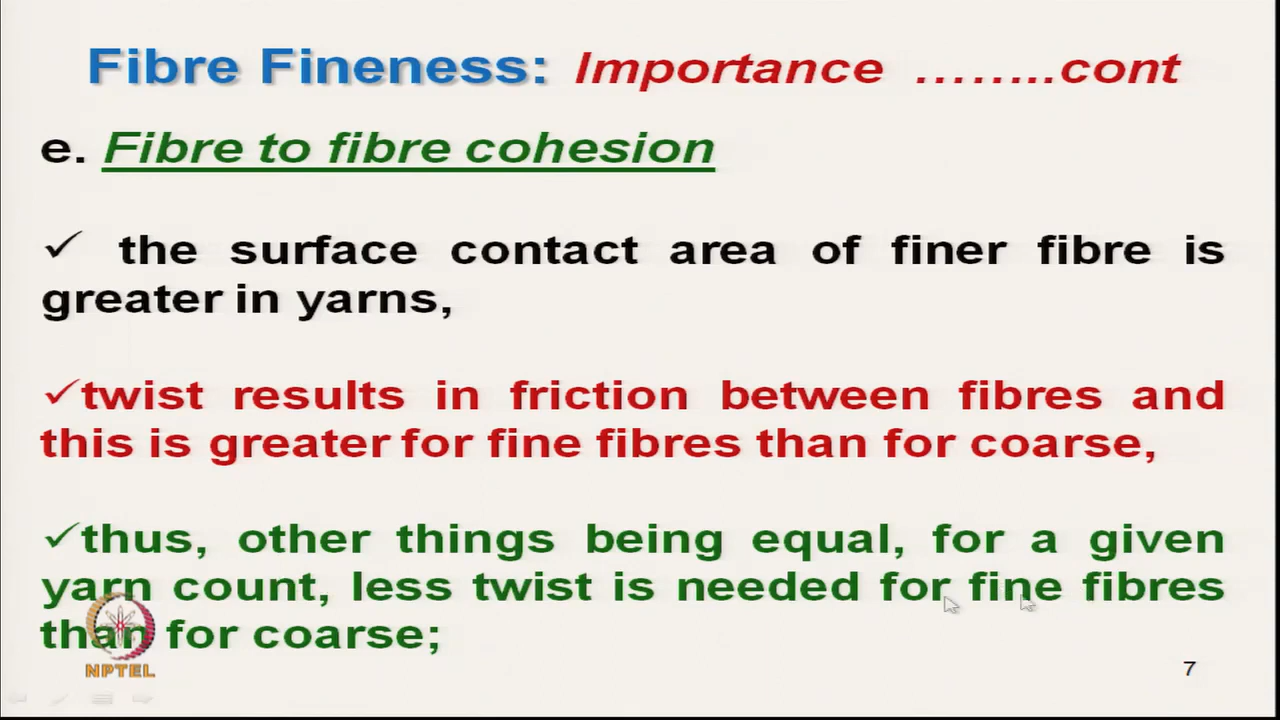 Fibre Fineness: Importance ……..cont
e. Fibre to fibre cohesion
✓ the surface contact area of finer fibre is
greater in yarns,
✓twist results in friction between fibres and
this is greater for fine fibres than for coarse,
✓thus, other things being equal, for a given
yarn count, less twist is needed for fine fibres
than for coarse;
NPTEL
7